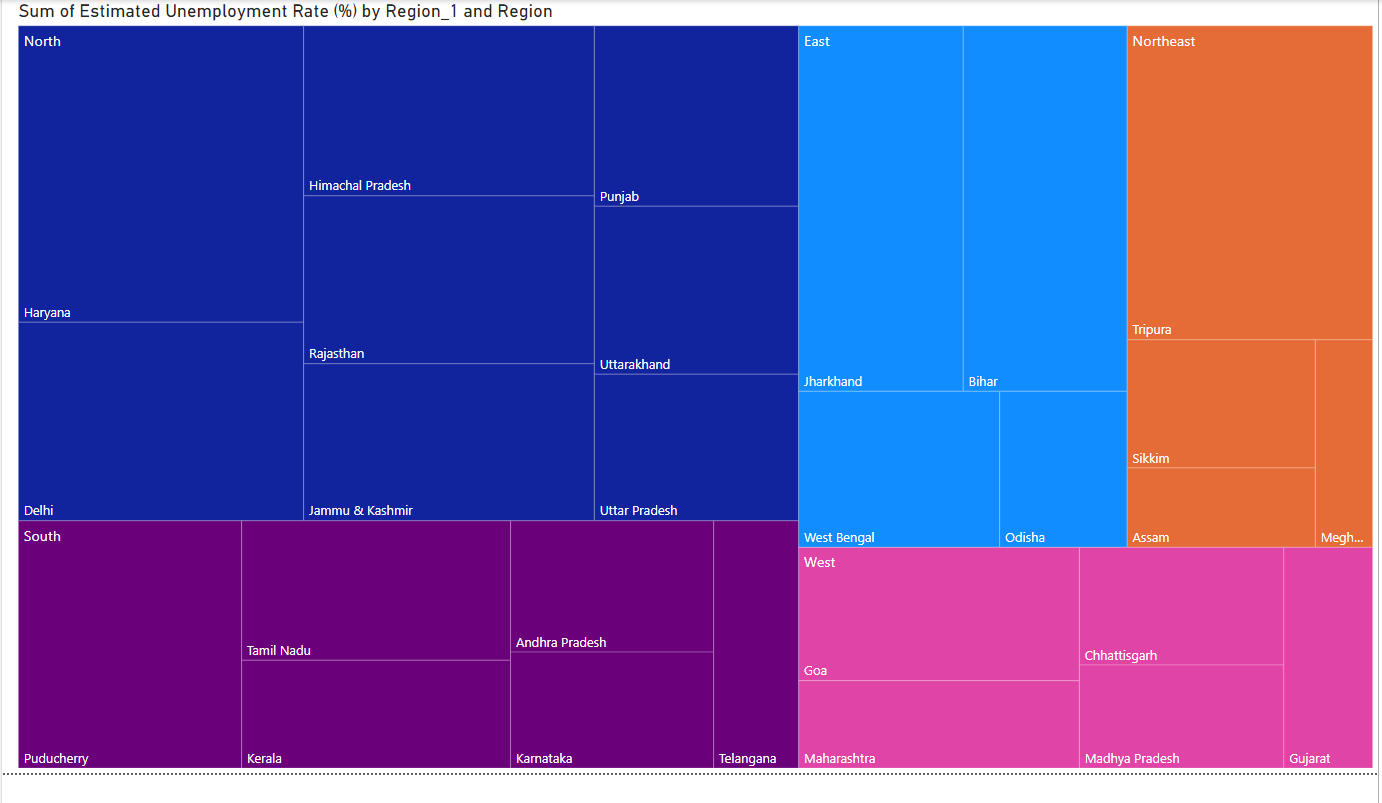 Sum of Estimated Unemployment Rate (%) by Region_1 and Region
North
Haryana
Delhi
Himachal Pradesh
Rajasthan
Jammu & Kashmir
Punjab
Uttarakhand
Uttar Pradesh
South
Puducherry
Tamil Nadu
Kerala
Andhra Pradesh
Karnataka
Telangana
East
Jharkhand
Bihar
West Bengal
Odisha
Northeast
Tripura
Sikkim
Assam
Megh...
West
Goa
Maharashtra
Chhattisgarh
Madhya Pradesh
Gujarat